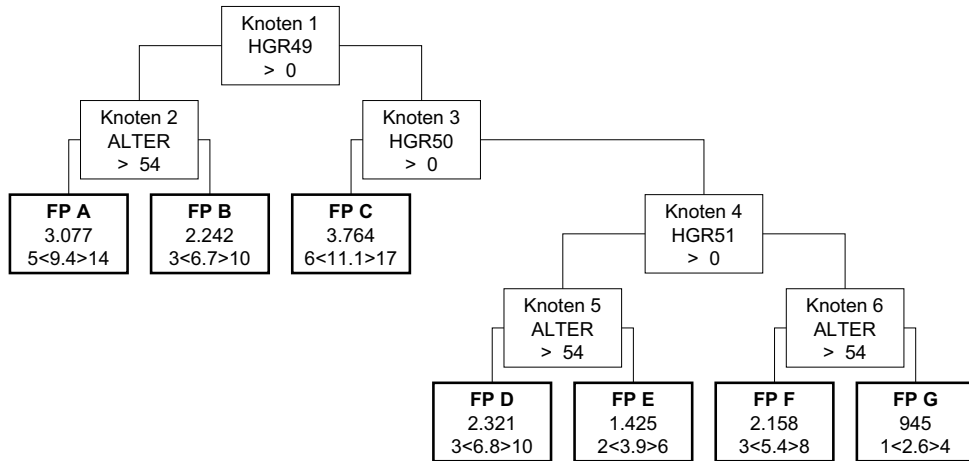 Knoten 1
HGR49
> 0
Knoten 2
ALTER
> 54
Knoten 3
HGR50
> 0
FP A
3.077
5<9.4>14
FP B
2.242
3<6.7>10
FP C
3.764
6<11.1>17
Knoten 4
HGR51
> 0
Knoten 5
ALTER
> 54
Knoten 6
ALTER
> 54
FP D
2.321
3<6.8>10
FP E
1.425
2<3.9>6
FP F
2.158
3<5.4>8
FP G
945
1<2.6>4